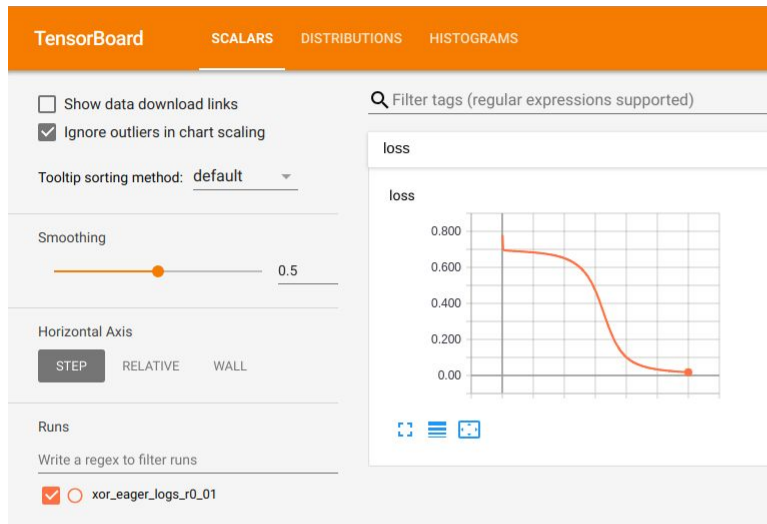 TensorBoard SCALARS DISTRIBUTIONS HISTOGRAMS
Show data download links
Ignore outliers in chart scaling
Tooltip sorting method: default
Smoothing
0.5
Horizontal Axis
STEP RELATIVE WALL
Runs
Write a regex to filter runs
xor_eager_logs_r0_01
Filter tags (regular expressions supported)
loss
loss
0.800
0.600
0.400
0.200
0.00